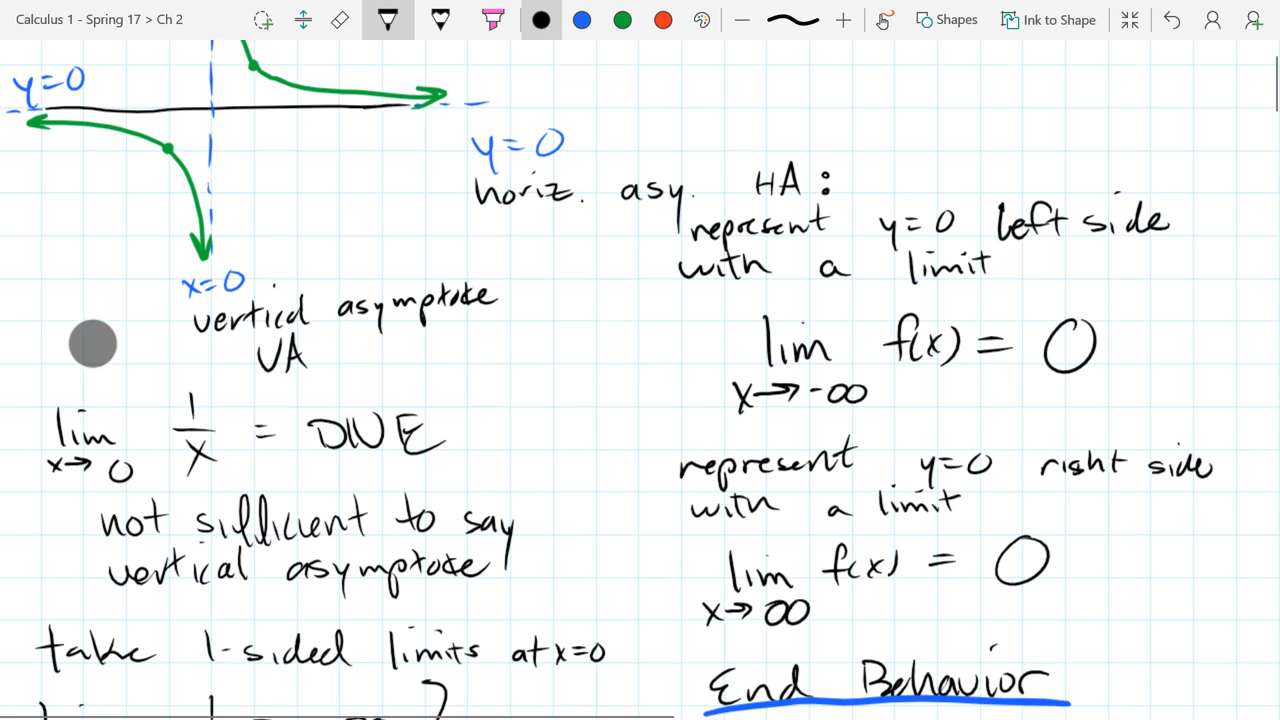 Calculus 1 - Spring 17 > Ch 2
Shapes
Ink to Shape
y=0
y=0
horiz. asy.
x=0
vertical asymptote
VA
lim x→0 1/x = DNE
not sifficient to say
vertical asymptote
take 1-sided limits at x=0
HA:
represent y=0 left side
with a limit
lim x→-∞ f(x) = 0
represent y=0 right side
with a limit
lim x→∞ f(x) = 0
End Behavior